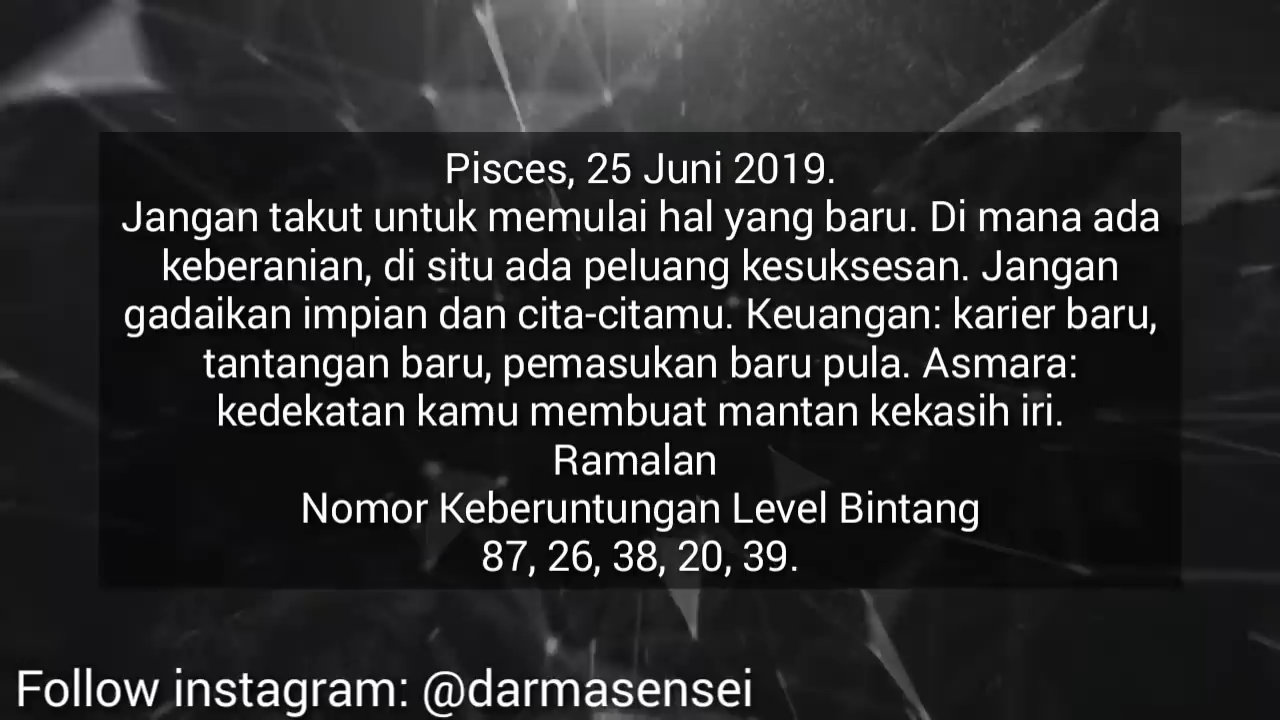 Pisces, 25 Juni 2019.
Jangan takut untuk memulai hal yang baru. Di mana ada
keberanian, di situ ada peluang kesuksesan. Jangan
gadaikan impian dan cita-citamu. Keuangan: karier baru,
tantangan baru, pemasukan baru pula. Asmara:
kedekatan kamu membuat mantan kekasih iri.
Ramalan
Nomor Keberuntungan Level Bintang
87, 26, 38, 20, 39.
Follow instagram: @darmasensei